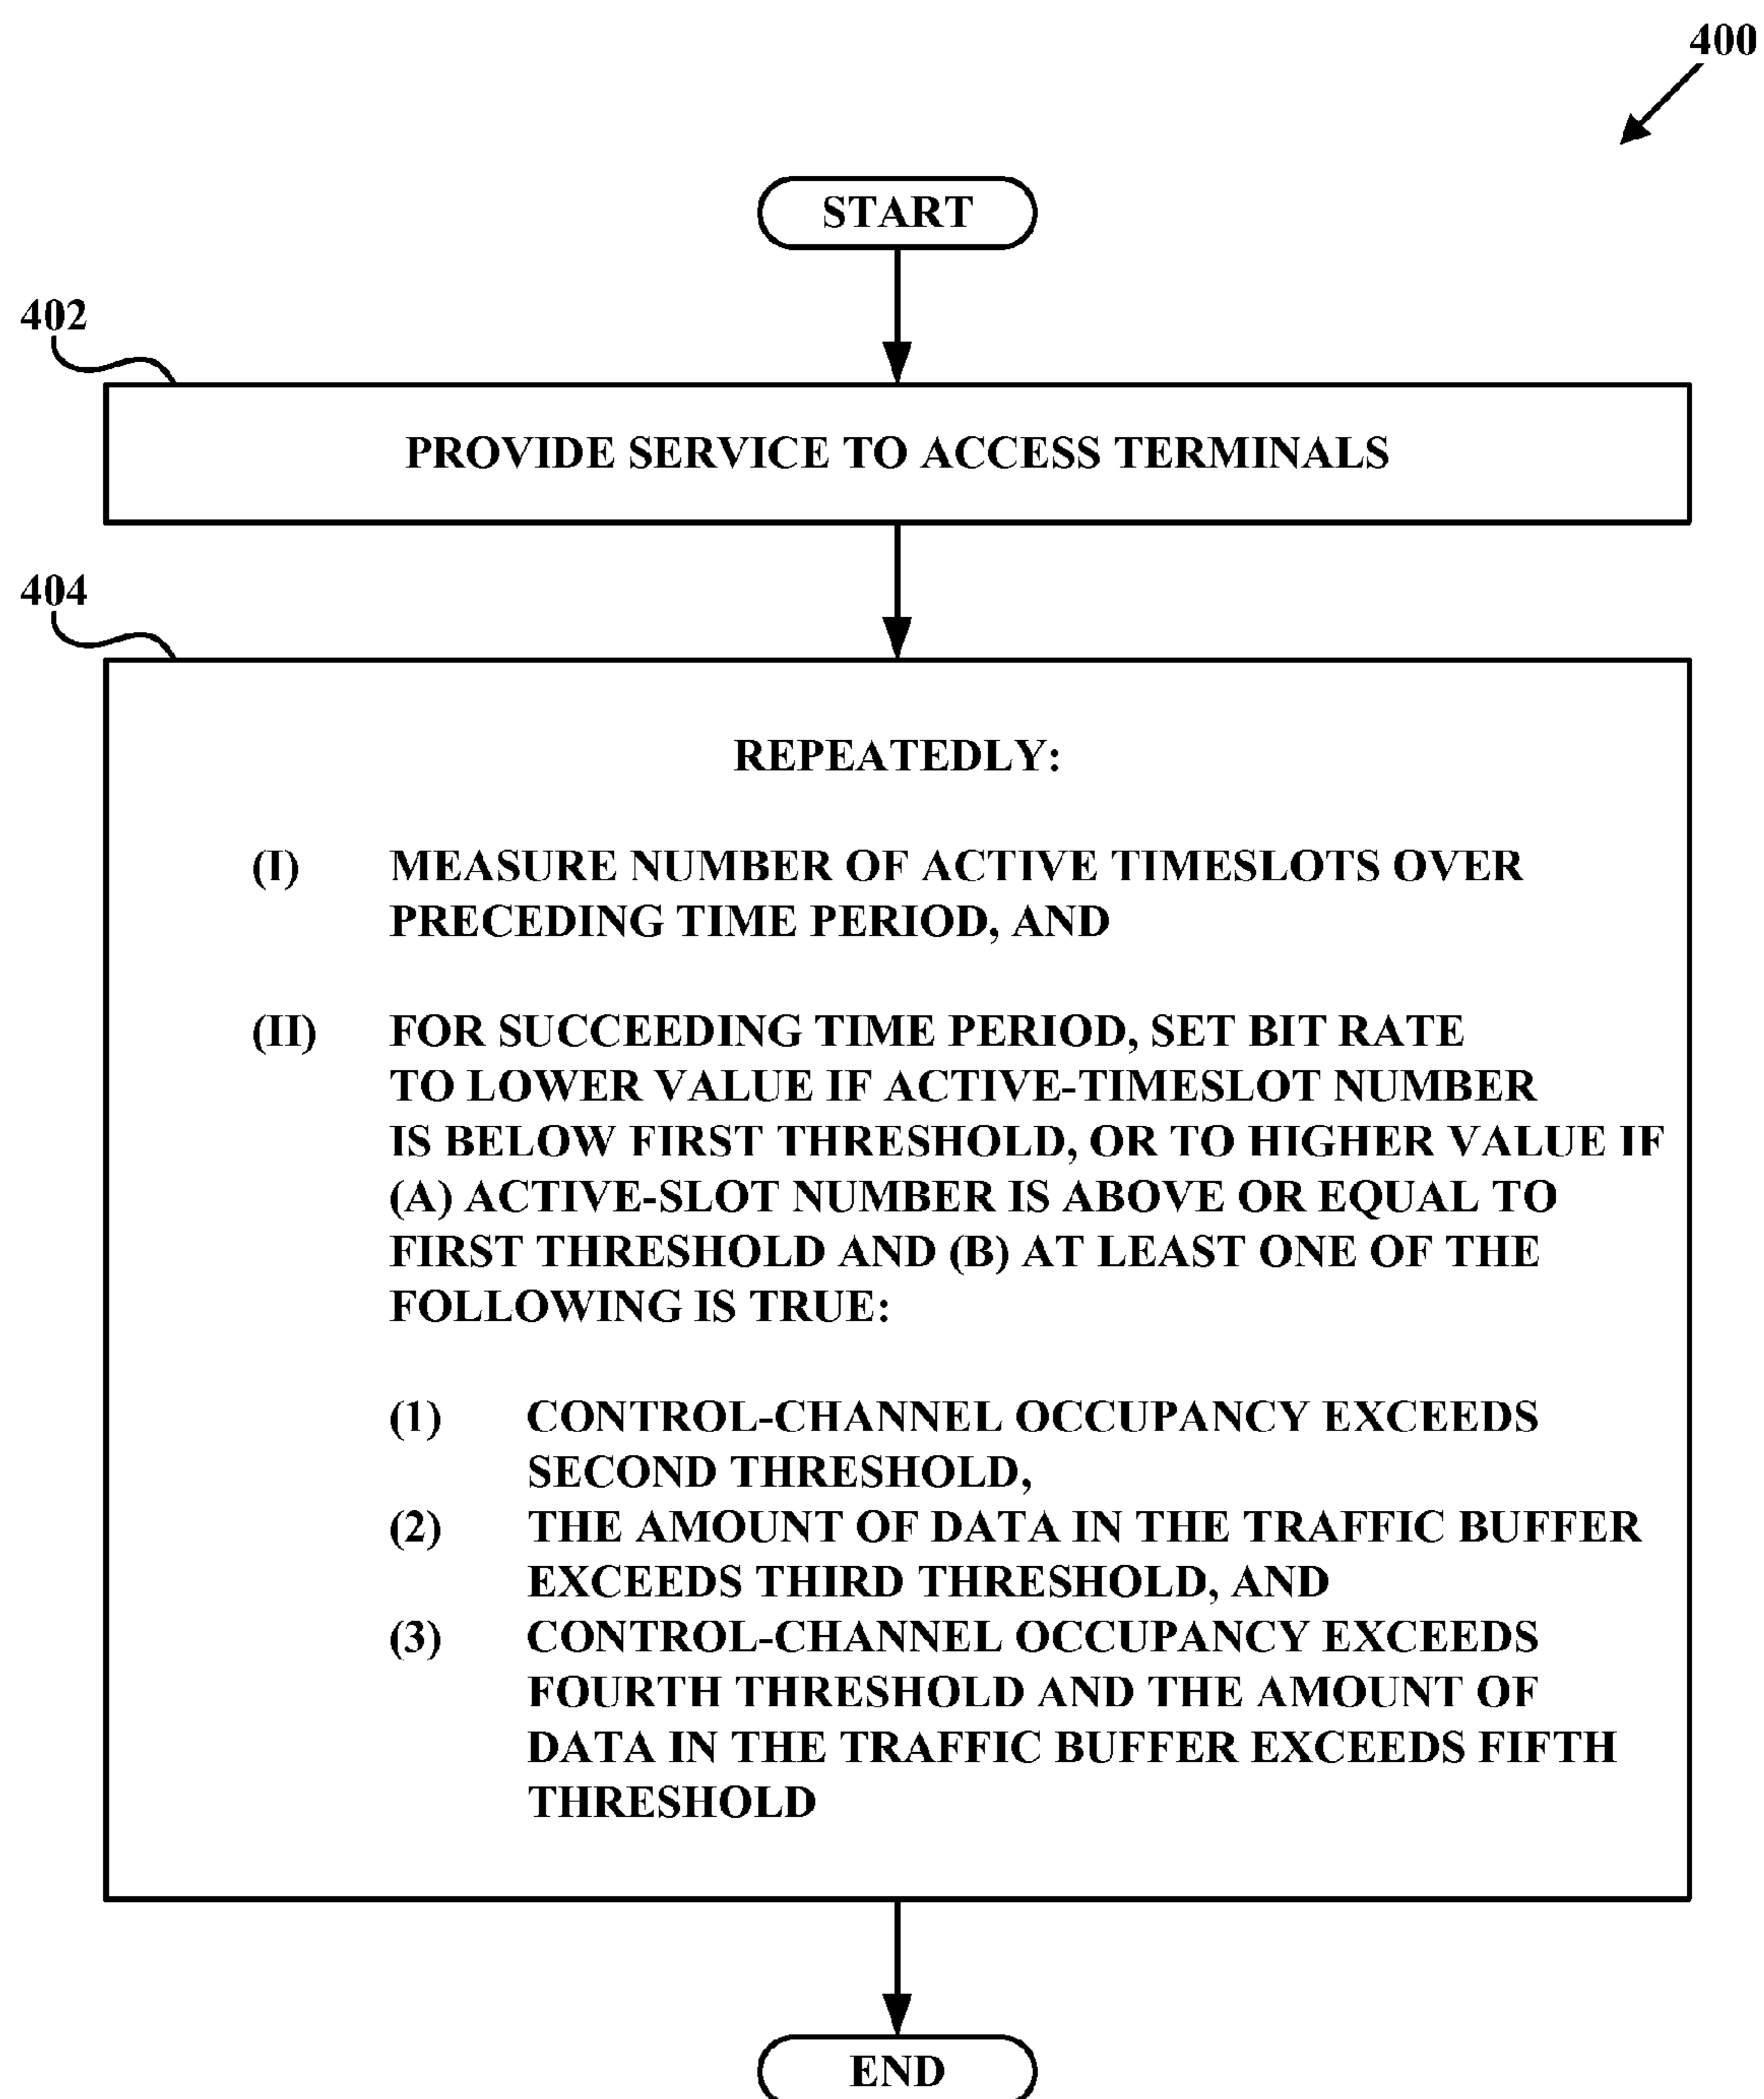 400
START
402
PROVIDE SERVICE TO ACCESS TERMINALS
404
REPEATEDLY:
(I) MEASURE NUMBER OF ACTIVE TIMESLOTS OVER
PRECEDING TIME PERIOD, AND
(II) FOR SUCCEEDING TIME PERIOD, SET BIT RATE
TO LOWER VALUE IF ACTIVE-TIMESLOT NUMBER
IS BELOW FIRST THRESHOLD, OR TO HIGHER VALUE IF
(A) ACTIVE-SLOT NUMBER IS ABOVE OR EQUAL TO
FIRST THRESHOLD AND (B) AT LEAST ONE OF THE
FOLLOWING IS TRUE:
(1) CONTROL-CHANNEL OCCUPANCY EXCEEDS
SECOND THRESHOLD,
(2) THE AMOUNT OF DATA IN THE TRAFFIC BUFFER
EXCEEDS THIRD THRESHOLD, AND
(3) CONTROL-CHANNEL OCCUPANCY EXCEEDS
FOURTH THRESHOLD AND THE AMOUNT OF
DATA IN THE TRAFFIC BUFFER EXCEEDS FIFTH
THRESHOLD
END